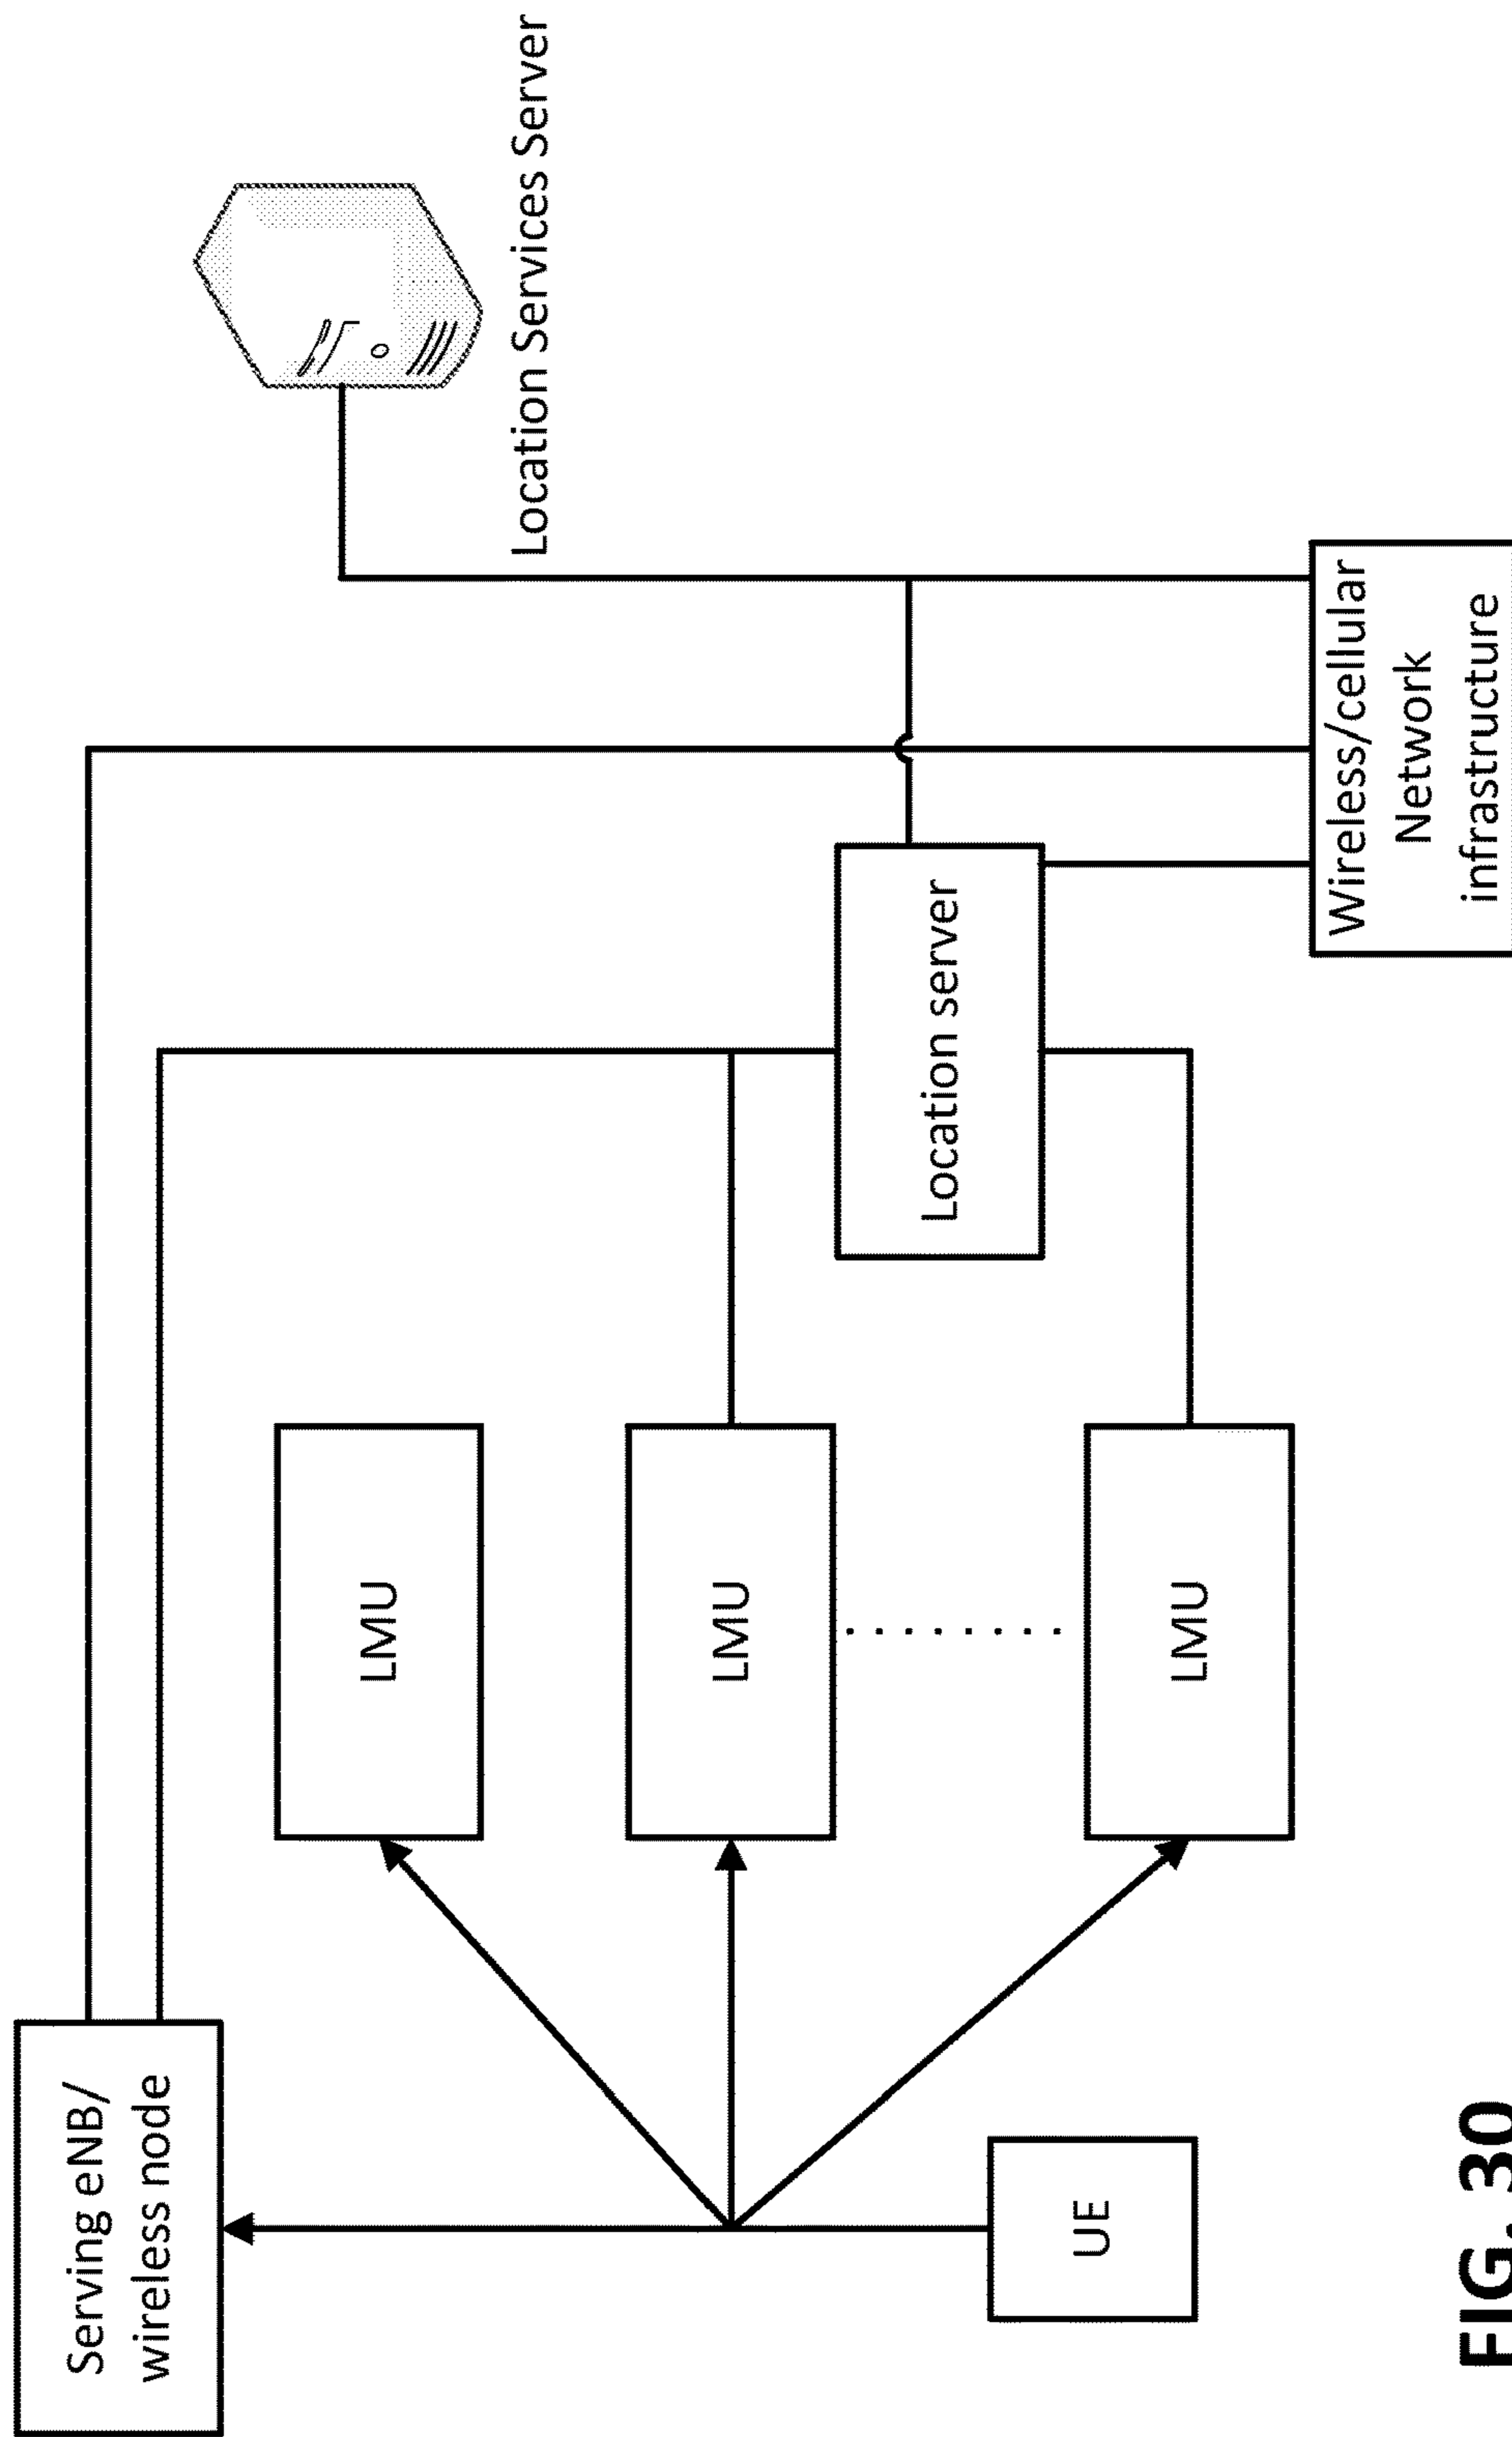 Serving eNB/
wireless node
LMU
LMU
LMU
UE
Location server
Location Services Server
Wireless/cellular
Network
infrastructure
FIG. 30